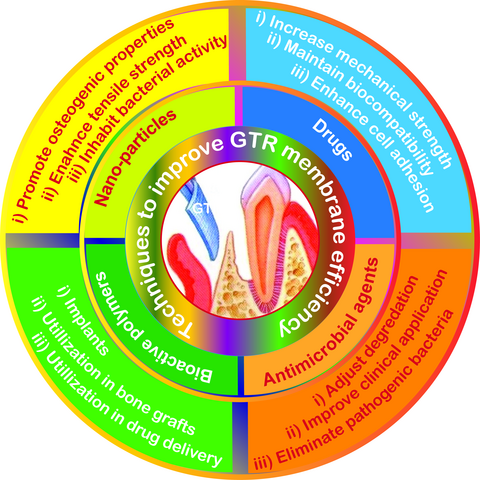 Techniques to improve GTR membrane efficiency
GT
Nano-particles
i) Promote osteogenic properties
ii) Enahnce tensile strength
iii) Inhabit bacterial activity
Drugs
i) Increase mechanical strength
ii) Maintain biocompatibility
iii) Enhance cell adhesion
Antimicrobial agents
i) Adjust degredation
ii) Improve clinical application
iii) Eliminate pathogenic bacteria
Bioactive polymers
i) Implants
ii) Utilization in bone grafts
iii) Utillization in drug delivery